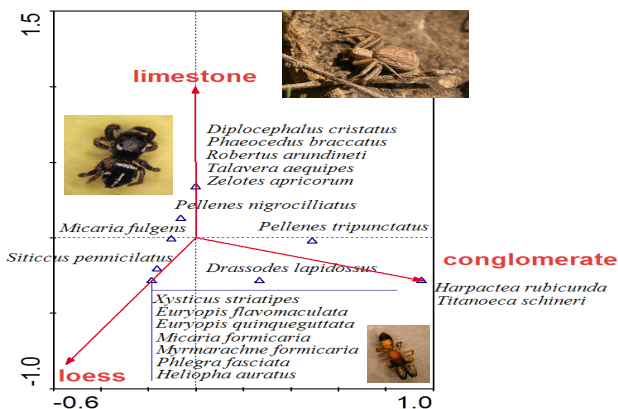 1.5
limestone
Diplocephalus cristatus
Phaeocedus braccatus
Robertus arundineti
Talavera aequipes
Zelotes apricorum
Pellenes nigrocilliatus
Micaria fulgens
Pellenes tripunctatus
Siticcus pennicilatus
Drassodes lapidossus
conglomerate
Harpactea rubicunda
Titanoeca schineri
Xysticus striatipes
Euryopis flavomaculata
Euryopis quinqueguttata
Micaria formicaria
Myrmarachne formicaria
Phlegra fasciata
Heliopha auratus
loess
-1.0
-0.6
1.0